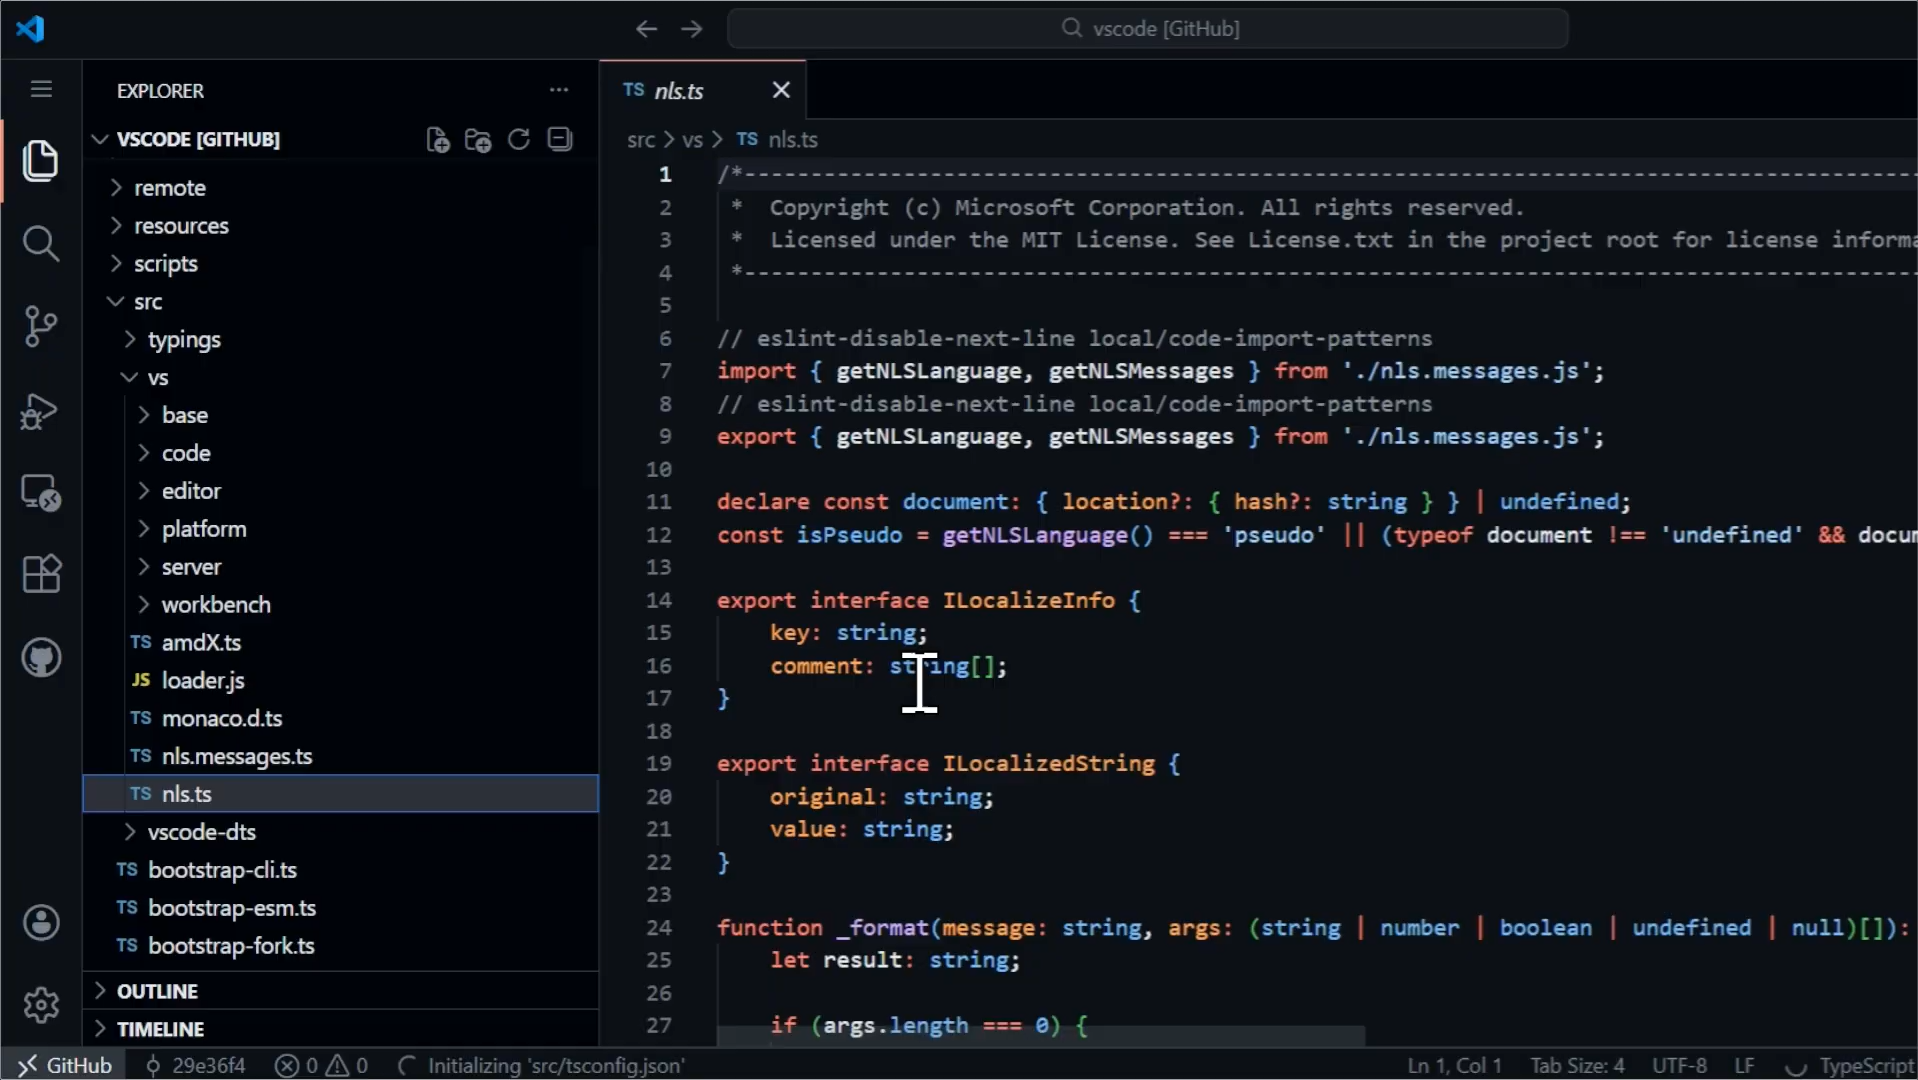 vscode [GitHub]
EXPLORER
VSCODE [GITHUB]
remote
resources
scripts
src
typings
vs
base
code
editor
platform
server
workbench
TS amdX.ts
JS loader.js
TS monaco.d.ts
TS nls.messages.ts
TS nls.ts
vscode-dts
TS bootstrap-cli.ts
TS bootstrap-esm.ts
TS bootstrap-fork.ts
OUTLINE
TIMELINE
TS nls.ts
src > vs > TS nls.ts
1 /*---------------------------------------------------------------------------------------------
2 *  Copyright (c) Microsoft Corporation. All rights reserved.
3 *  Licensed under the MIT License. See License.txt in the project root for license informa
4 *---------------------------------------------------------------------------------------------
5
6 // eslint-disable-next-line local/code-import-patterns
7 import { getNLSLanguage, getNLSMessages } from './nls.messages.js';
8 // eslint-disable-next-line local/code-import-patterns
9 export { getNLSLanguage, getNLSMessages } from './nls.messages.js';
10
11 declare const document: { location?: { hash?: string } } | undefined;
12 const isPseudo = getNLSLanguage() === 'pseudo' || (typeof document !== 'undefined' && docum
13
14 export interface ILocalizeInfo {
15 key: string;
16 comment: string[];
17 }
18
19 export interface ILocalizedString {
20 original: string;
21 value: string;
22 }
23
24 function _format(message: string, args: (string | number | boolean | undefined | null)[]):
25 let result: string;
26
27 if (args.length === 0) {
GitHub 29e36f4 0 0 Initializing 'src/tsconfig.json' Ln 1, Col 1 Tab Size: 4 UTF-8 LF TypeScript